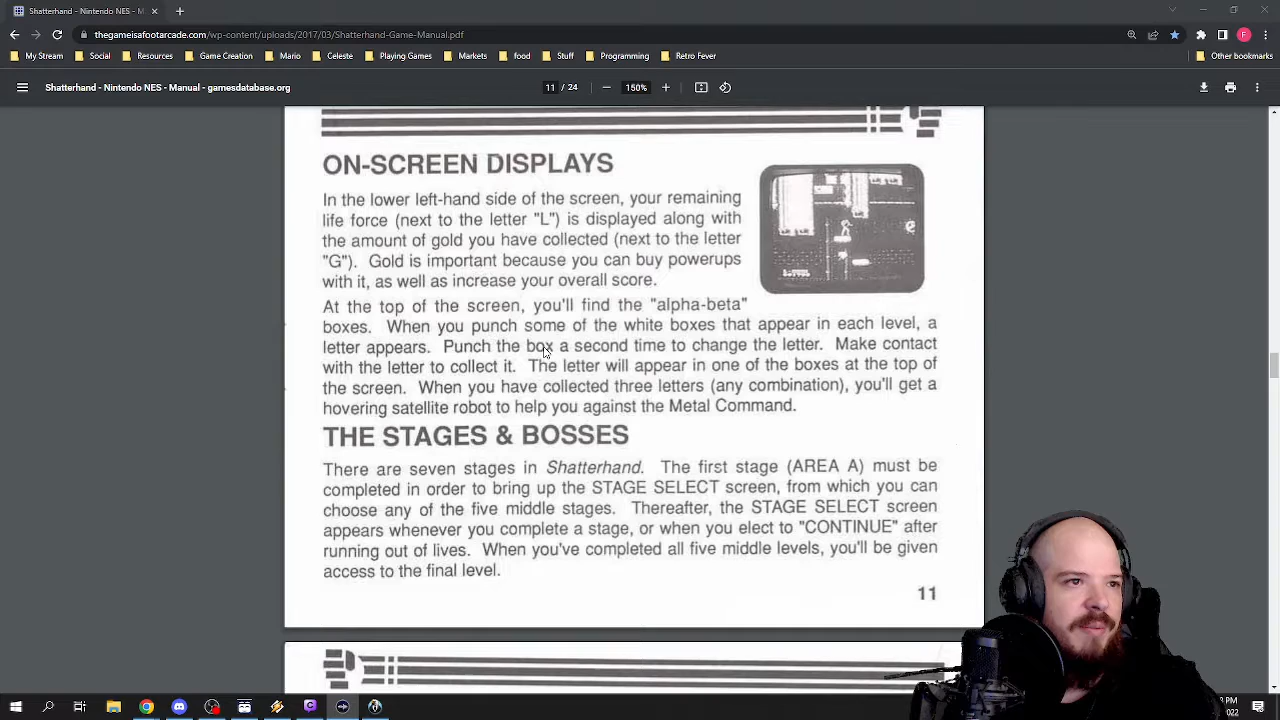 Shatterhand - Nintendo NES - M
thegameisafootarcade.com/wp-content/uploads/2017/03/Shatterhand-Game-Manual.pdf
My Stream Social Resources Game Creation Mario Celeste Playing Games Markets food Stuff Programming Retro Fever Other bookmarks
Shatterhand - Nintendo NES - Manual - gamesdatabase.org 11 / 24 150%
ON-SCREEN DISPLAYS
In the lower left-hand side of the screen, your remaining
life force (next to the letter "L") is displayed along with
the amount of gold you have collected (next to the letter
"G"). Gold is important because you can buy powerups
with it, as well as increase your overall score.
At the top of the screen, you'll find the "alpha-beta"
boxes. When you punch some of the white boxes that appear in each level, a
letter appears. Punch the box a second time to change the letter. Make contact
with the letter to collect it. The letter will appear in one of the boxes at the top of
the screen. When you have collected three letters (any combination), you'll get a
hovering satellite robot to help you against the Metal Command.
THE STAGES & BOSSES
There are seven stages in Shatterhand. The first stage (AREA A) must be
completed in order to bring up the STAGE SELECT screen, from which you can
choose any of the five middle stages. Thereafter, the STAGE SELECT screen
appears whenever you complete a stage, or when you elect to "CONTINUE" after
running out of lives. When you've completed all five middle levels, you'll be given
access to the final level.
11